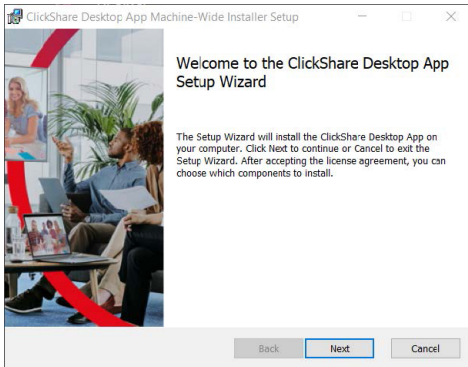 ClickShare Desktop App Machine-Wide Installer Setup
Welcome to the ClickShare Desktop App
Setup Wizard
The Setup Wizard will install the ClickShare Desktop App on
your computer. Click Next to continue or Cancel to exit the
Setup Wizard. After accepting the license agreement, you can
choose which components to install.
Back
Next
Cancel